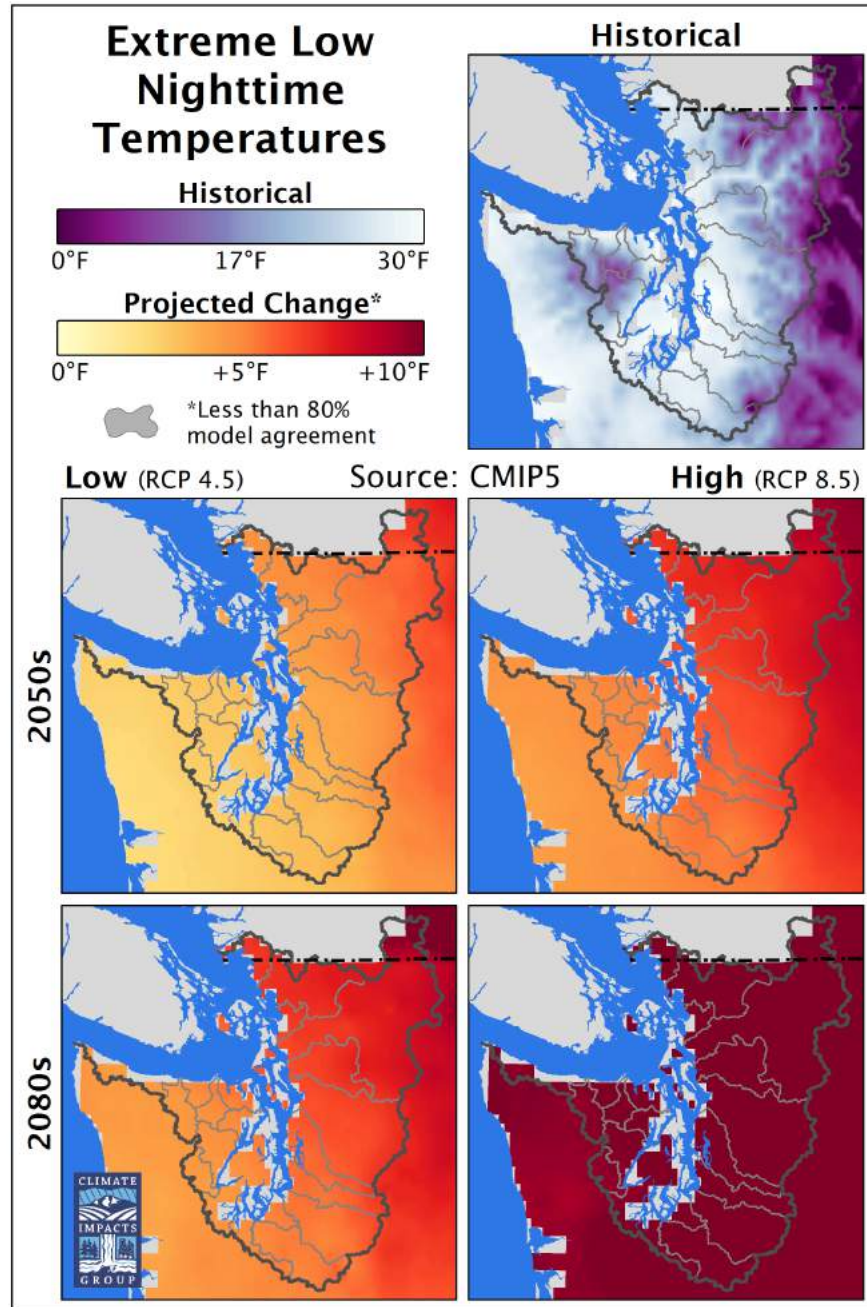 Extreme Low
Nighttime
Temperatures
Historical
Historical
0°F 17°F 30°F
Projected Change*
0°F +5°F +10°F
*Less than 80%
model agreement
Low (RCP 4.5) Source: CMIP5 High (RCP 8.5)
2050s
2080s
CLIMATE
IMPACTS
GROUP